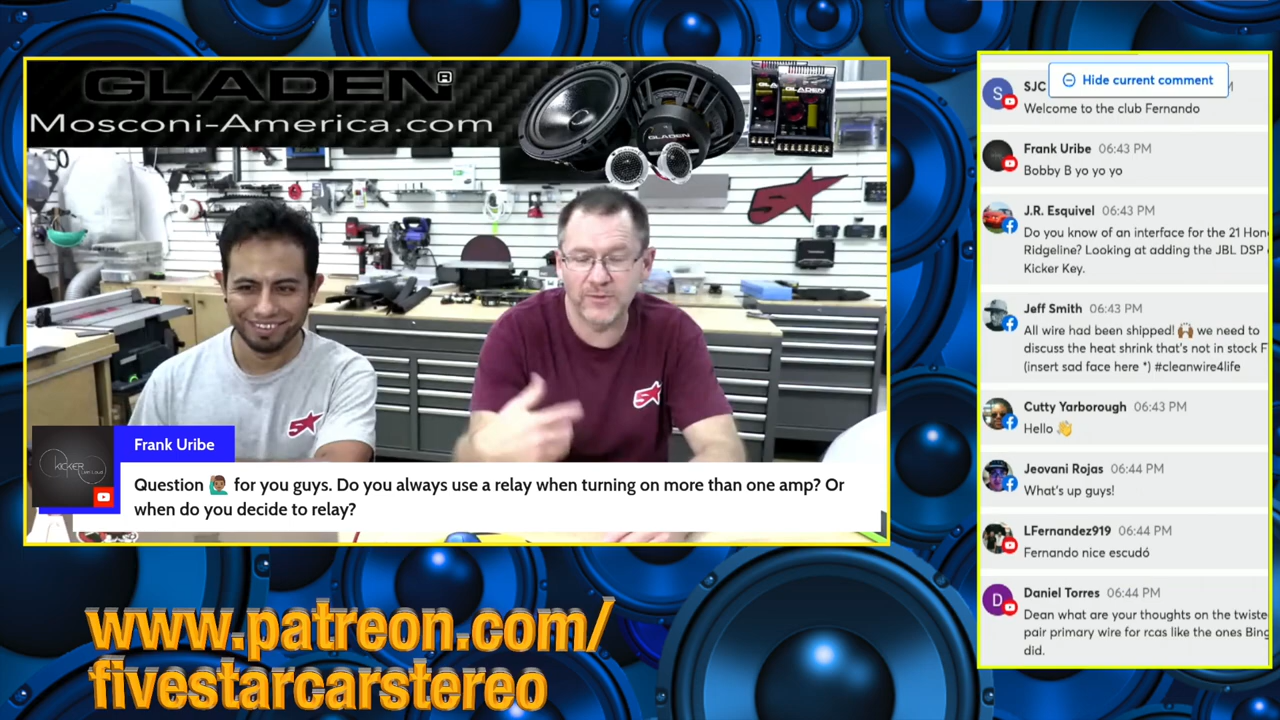 GLADEN®
Mosconi-America.com
GLADEN
GLADEN
GLADEN
Frank Uribe
KICKER
Question 🙋🏽‍♂️ for you guys. Do you always use a relay when turning on more than one amp? Or
when do you decide to relay?
www.patreon.com/
fivestarcarstereo
Hide current comment
SJC
Welcome to the club Fernando
Frank Uribe 06:43 PM
Bobby B yo yo yo
J.R. Esquivel 06:43 PM
Do you know of an interface for the 21 Hon
Ridgeline? Looking at adding the JBL DSP
Kicker Key.
Jeff Smith 06:43 PM
All wire had been shipped! 🙌🏽 we need to
discuss the heat shrink that's not in stock F
(insert sad face here *) #cleanwire4life
Cutty Yarborough 06:43 PM
Hello 👋
Jeovani Rojas 06:44 PM
What's up guys!
LFernandez919 06:44 PM
Fernando nice escudó
Daniel Torres 06:44 PM
Dean what are your thoughts on the twiste
pair primary wire for rcas like the ones Bing
did.